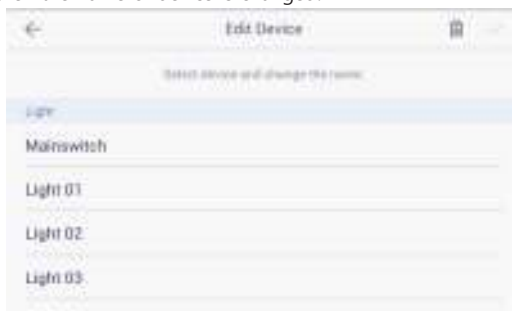 Edit Device
Select device and change the name.
Light
Mainswitch
Light 01
Light 02
Light 03